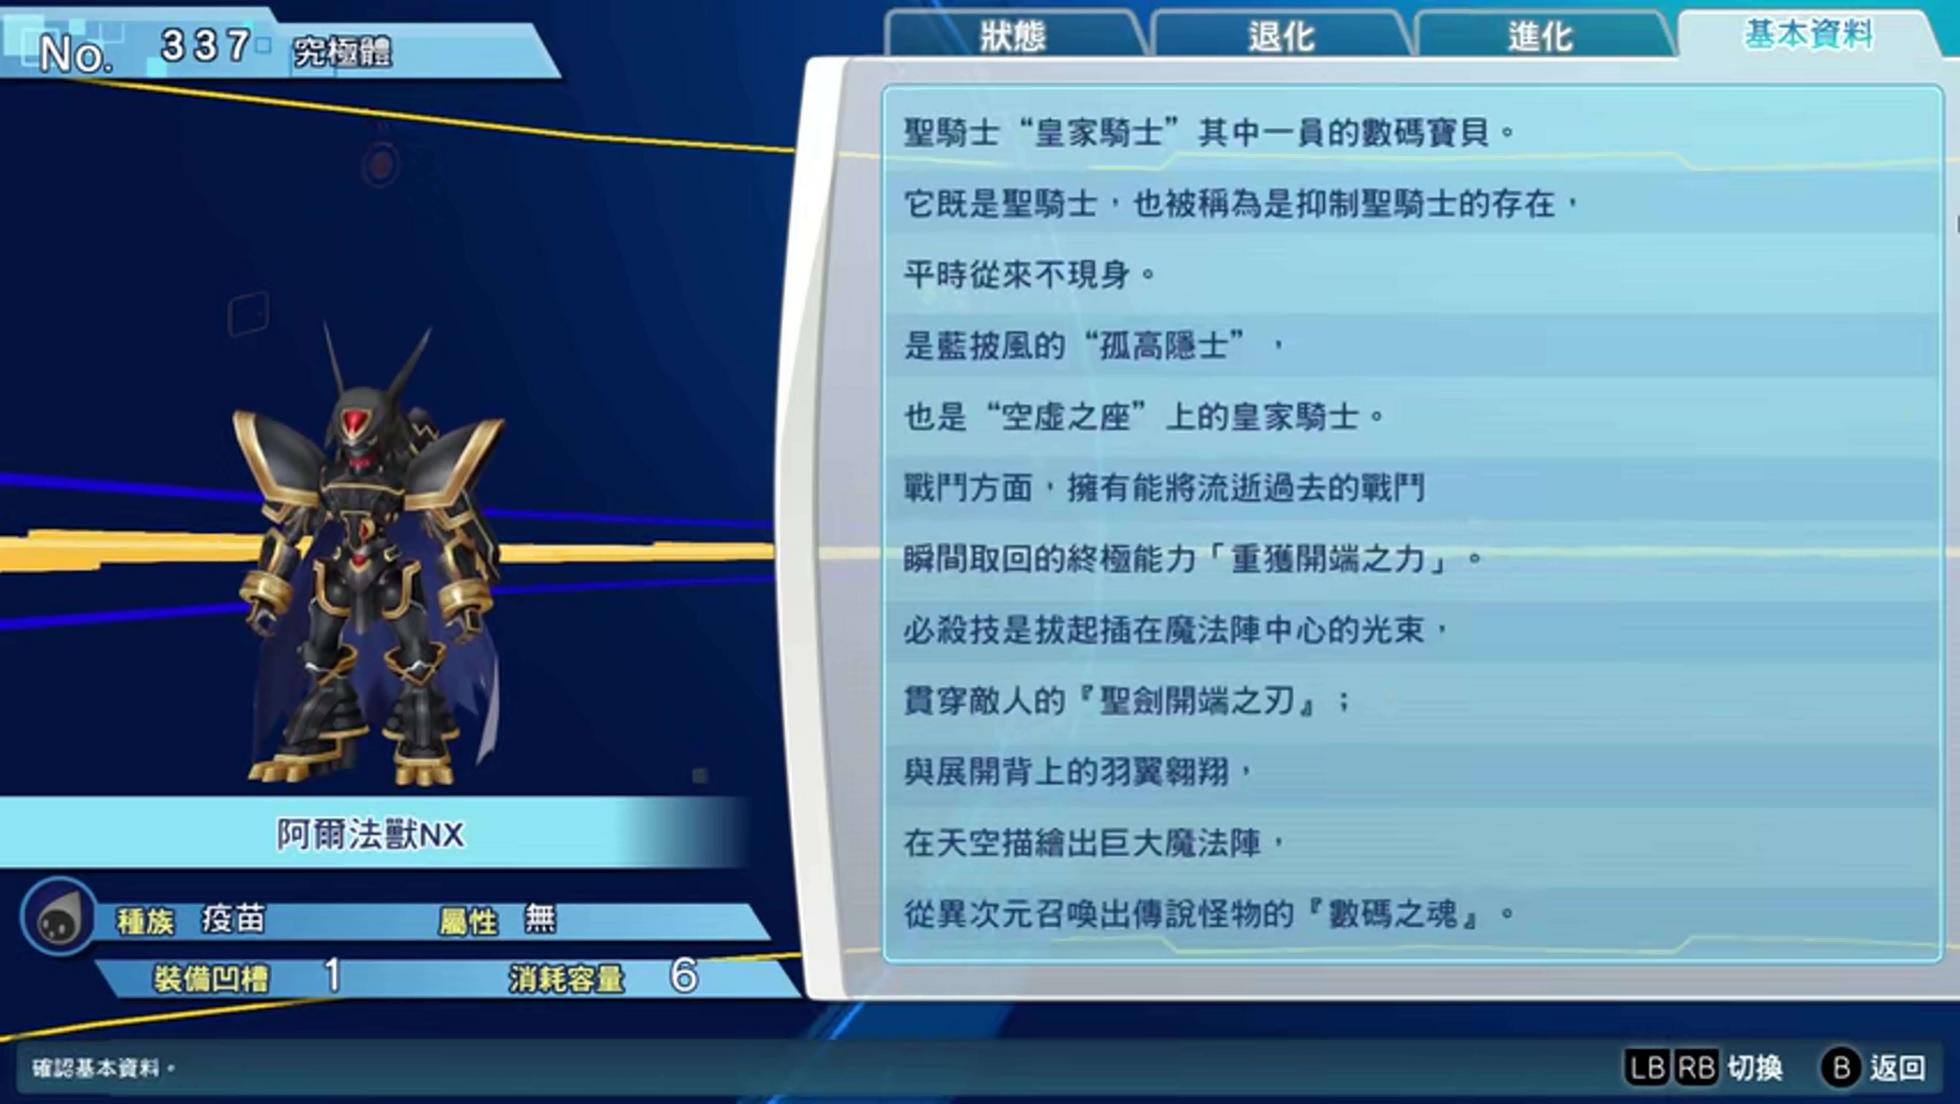 No. 337 究極體
狀態 退化 進化 基本資料
聖騎士“皇家騎士”其中一員的數碼寶貝。
它既是聖騎士，也被稱為是抑制聖騎士的存在，
平時從來不現身。
是藍披風的“孤高隱士”，
也是“空虛之座”上的皇家騎士。
戰鬥方面，擁有能將流逝過去的戰鬥
瞬間取回的終極能力「重獲開端之力」。
必殺技是拔起插在魔法陣中心的光束，
貫穿敵人的『聖劍開端之刃』；
與展開背上的羽翼翱翔，
在天空描繪出巨大魔法陣，
從異次元召喚出傳說怪物的『數碼之魂』。
阿爾法獸NX
種族 疫苗 屬性 無
裝備凹槽 1 消耗容量 6
確認基本資料。
LB RB 切換 B 返回